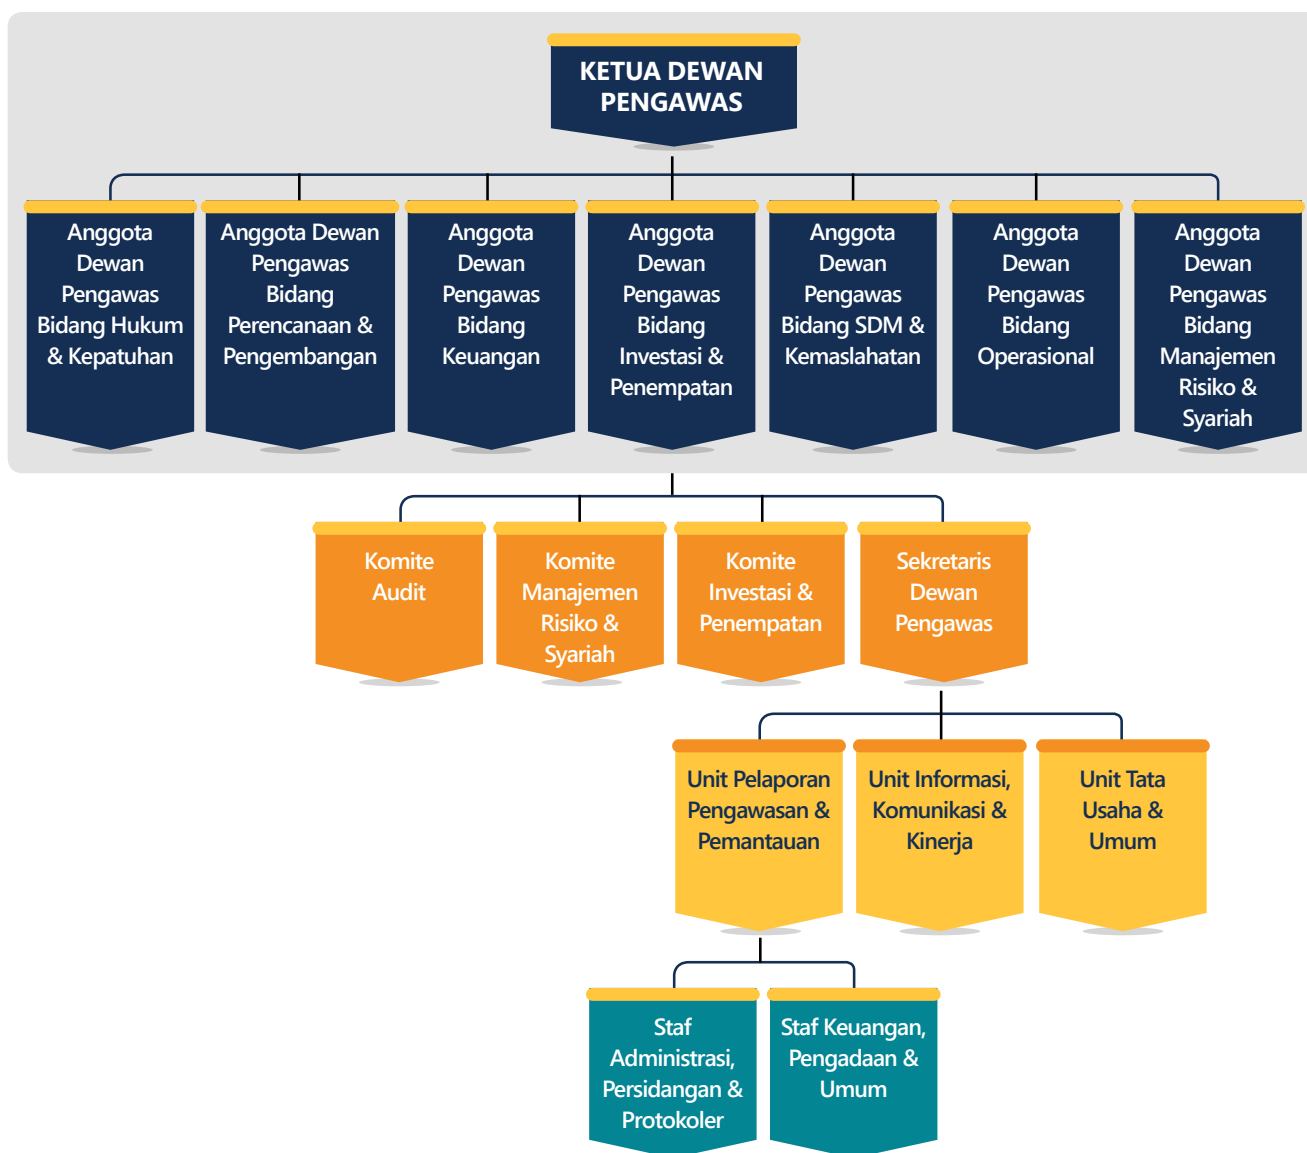 KETUA DEWAN
PENGAWAS
Anggota
Dewan
Pengawas
Bidang Hukum
& Kepatuhan
Anggota Dewan
Pengawas
Bidang
Perencanaan &
Pengembangan
Anggota
Dewan
Pengawas
Bidang
Keuangan
Anggota
Dewan
Pengawas
Bidang
Investasi &
Penempatan
Anggota
Dewan
Pengawas
Bidang SDM &
Kemaslahatan
Anggota
Dewan
Pengawas
Bidang
Operasional
Anggota
Dewan
Pengawas
Bidang
Manajemen
Risiko &
Syariah
Komite
Audit
Komite
Manajemen
Risiko &
Syariah
Komite
Investasi &
Penempatan
Sekretaris
Dewan
Pengawas
Unit Pelaporan
Pengawasan &
Pemantauan
Unit Informasi,
Komunikasi &
Kinerja
Unit Tata
Usaha &
Umum
Staf
Administrasi,
Persidangan &
Protokoler
Staf Keuangan,
Pengadaan &
Umum